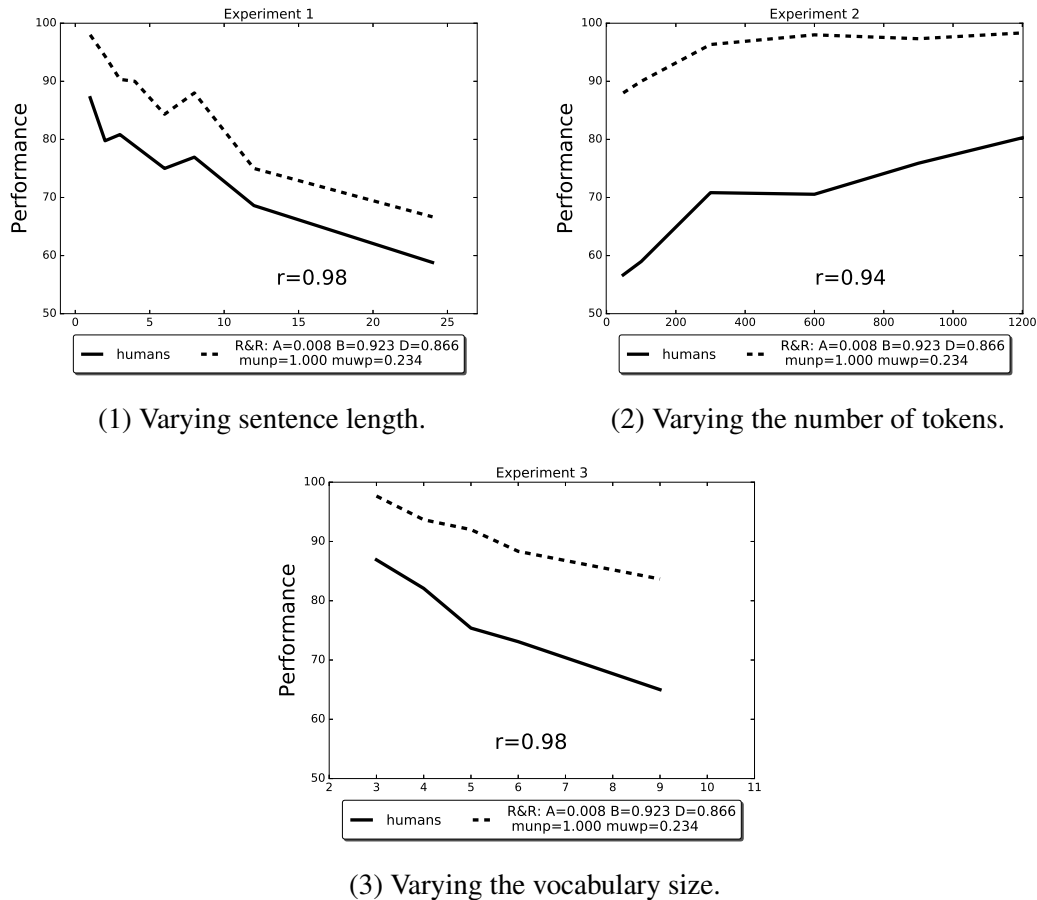 Experiment 1
100
90
80
70
60
50
Performance
r=0.98
0 5 10 15 20 25
humans
R&R: A=0.008 B=0.923 D=0.866
munp=1.000 muwp=0.234
(1) Varying sentence length.
Experiment 2
100
90
80
70
60
50
Performance
r=0.94
0 200 400 600 800 1000 1200
humans
R&R: A=0.008 B=0.923 D=0.866
munp=1.000 muwp=0.234
(2) Varying the number of tokens.
Experiment 3
100
90
80
70
60
50
Performance
r=0.98
2 3 4 5 6 7 8 9 10 11
humans
R&R: A=0.008 B=0.923 D=0.866
munp=1.000 muwp=0.234
(3) Varying the vocabulary size.